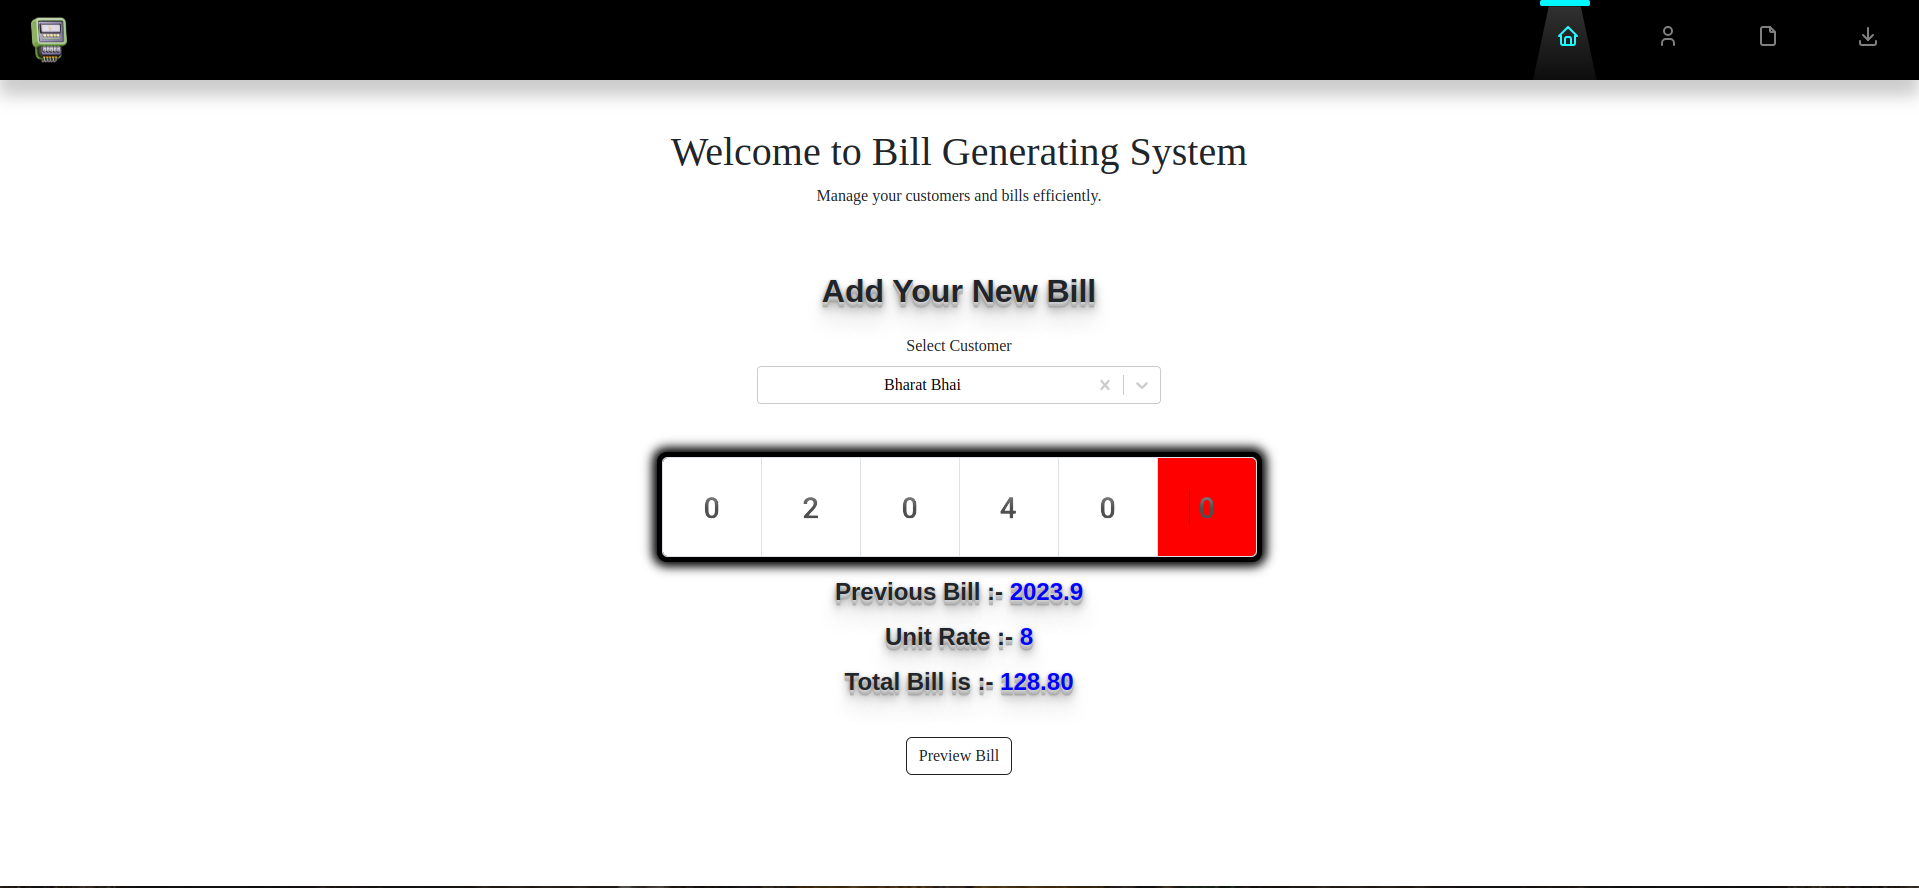 Welcome to Bill Generating System
Manage your customers and bills efficiently.
Add Your New Bill
Select Customer
Bharat Bhai
0 2 0 4 0 0
Previous Bill :- 2023.9
Unit Rate :- 8
Total Bill is :- 128.80
Preview Bill